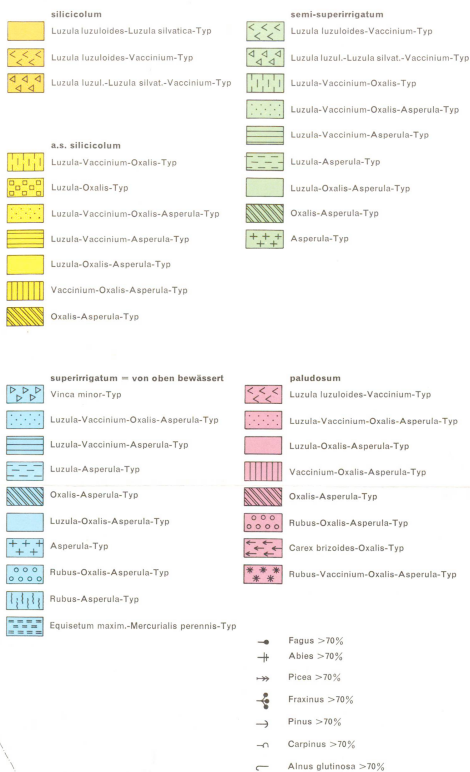 silicicolum
Luzula luzuloides-Luzula silvatica-Typ
Luzula luzuloides-Vaccinium-Typ
Luzula luzul.-Luzula silvat.-Vaccinium-Typ
a.s. silicicolum
Luzula-Vaccinium-Oxalis-Typ
Luzula-Oxalis-Typ
Luzula-Vaccinium-Oxalis-Asperula-Typ
Luzula-Vaccinium-Asperula-Typ
Luzula-Oxalis-Asperula-Typ
Vaccinium-Oxalis-Asperula-Typ
Oxalis-Asperula-Typ
semi-superirrigatum
Luzula luzuloides-Vaccinium-Typ
Luzula luzul.-Luzula silvat.-Vaccinium-Typ
Luzula-Vaccinium-Oxalis-Typ
Luzula-Vaccinium-Oxalis-Asperula-Typ
Luzula-Vaccinium-Asperula-Typ
Luzula-Asperula-Typ
Luzula-Oxalis-Asperula-Typ
Oxalis-Asperula-Typ
Asperula-Typ
superirrigatum = von oben bewässert
Vinca minor-Typ
Luzula-Vaccinium-Oxalis-Asperula-Typ
Luzula-Vaccinium-Asperula-Typ
Luzula-Asperula-Typ
Oxalis-Asperula-Typ
Luzula-Oxalis-Asperula-Typ
Asperula-Typ
Rubus-Oxalis-Asperula-Typ
Rubus-Asperula-Typ
Equisetum maxim.-Mercurialis perennis-Typ
paludosum
Luzula luzuloides-Vaccinium-Typ
Luzula-Vaccinium-Oxalis-Asperula-Typ
Luzula-Oxalis-Asperula-Typ
Vaccinium-Oxalis-Asperula-Typ
Oxalis-Asperula-Typ
Rubus-Oxalis-Asperula-Typ
Carex brizoides-Oxalis-Typ
Rubus-Vaccinium-Oxalis-Asperula-Typ
Fagus >70%
Abies >70%
Picea >70%
Fraxinus >70%
Pinus >70%
Carpinus >70%
Alnus glutinosa >70%